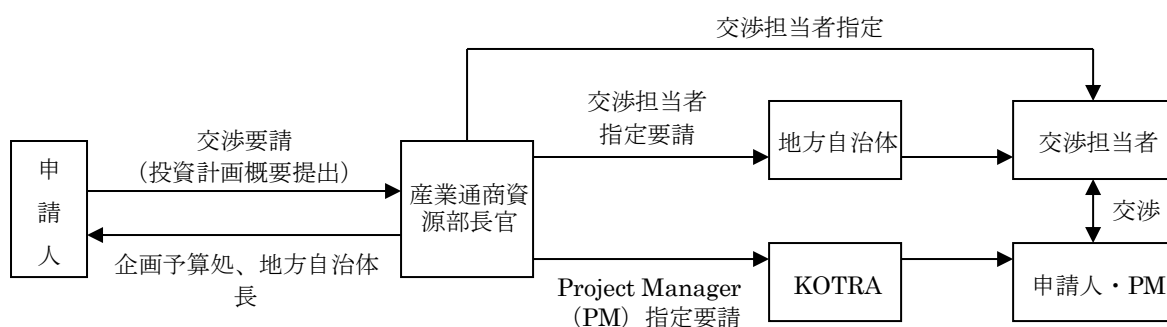 交渉担当者指定
交渉担当者
指定要請
地方自治体
交渉担当者
交渉要請
（投資計画概要提出）
申
請
人
産業通商資
源部長官
交渉
企画予算処、地方自治体
長
Project Manager
（PM）指定要請
KOTRA
申請人・PM